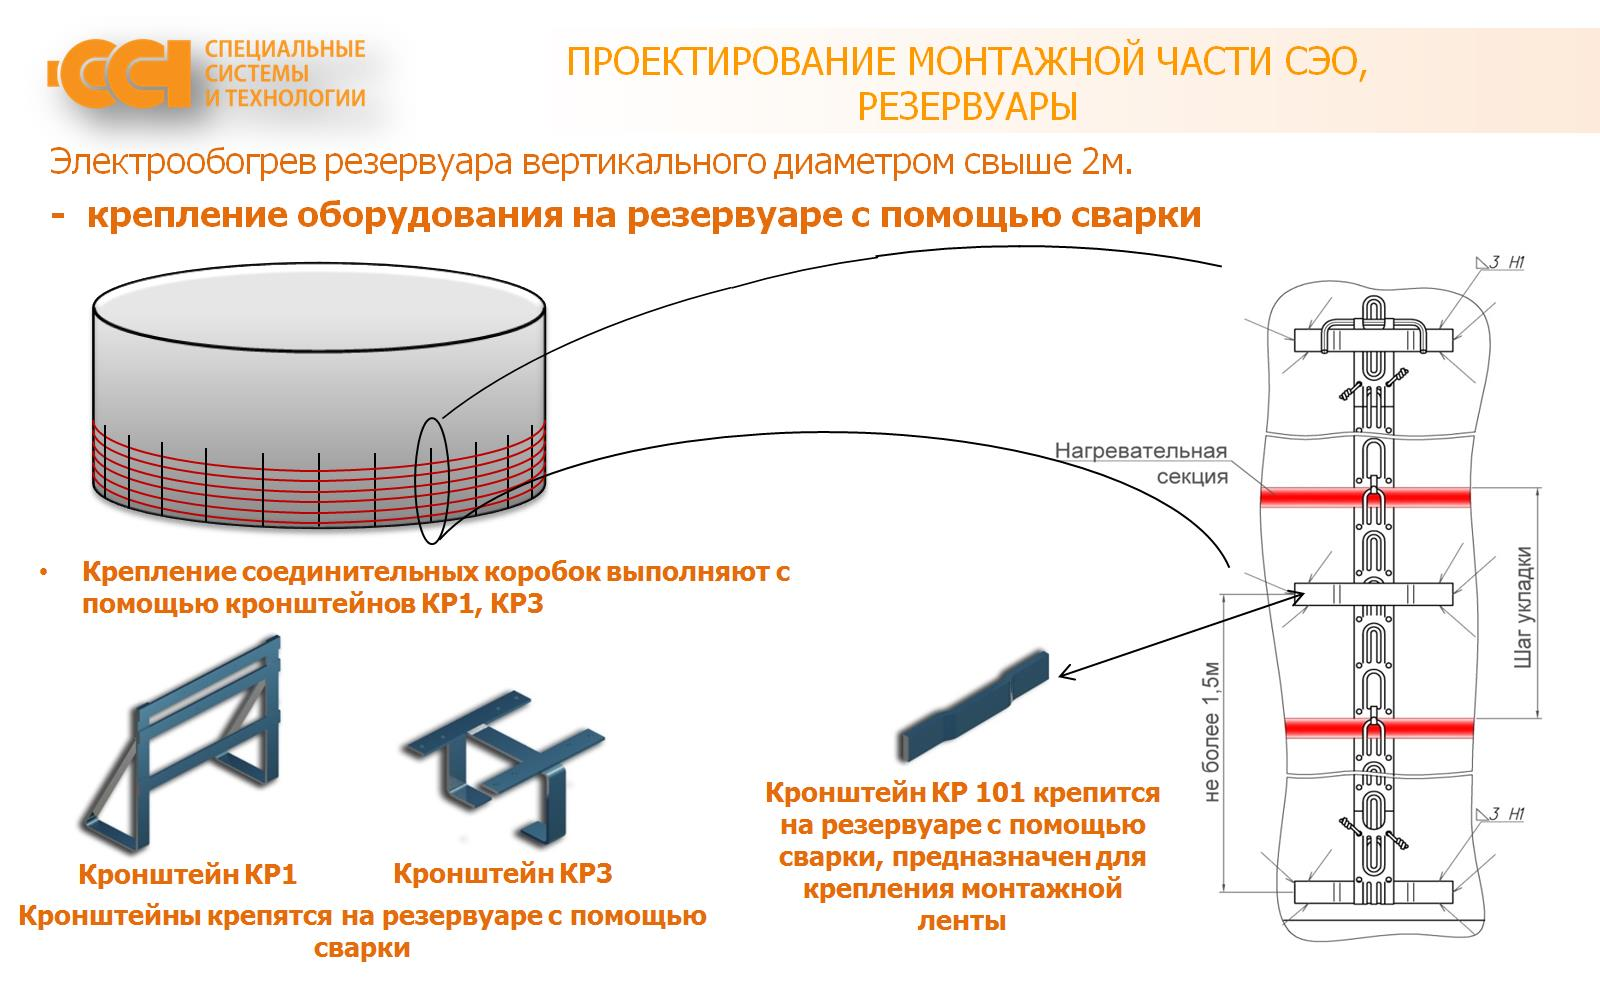 ССТ
СПЕЦИАЛЬНЫЕ
СИСТЕМЫ
И ТЕХНОЛОГИИ
ПРОЕКТИРОВАНИЕ МОНТАЖНОЙ ЧАСТИ СЭО,
РЕЗЕРВУАРЫ
Электрообогрев резервуара вертикального диаметром свыше 2м.
- крепление оборудования на резервуаре с помощью сварки
3 Н1
Нагревательная
секция
Шаг укладки
не более 1,5м
3 Н1
• Крепление соединительных коробок выполняют с
помощью кронштейнов КР1, КР3
Кронштейн КР1
Кронштейн КР3
Кронштейны крепятся на резервуаре с помощью
сварки
Кронштейн КР 101 крепится
на резервуаре с помощью
сварки, предназначен для
крепления монтажной
ленты